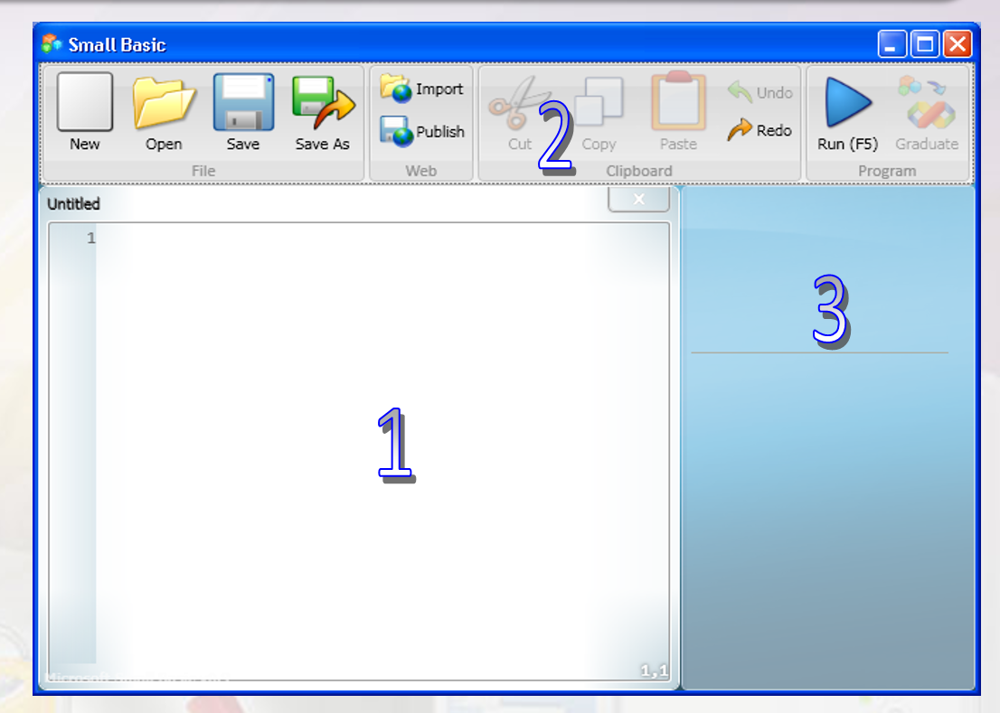 Small Basic
New Open Save Save As
File
Import
Publish
Web
Cut Copy Paste
Undo
Redo
Clipboard
Run (F5) Graduate
Program
2
Untitled
1
1
3
1,1